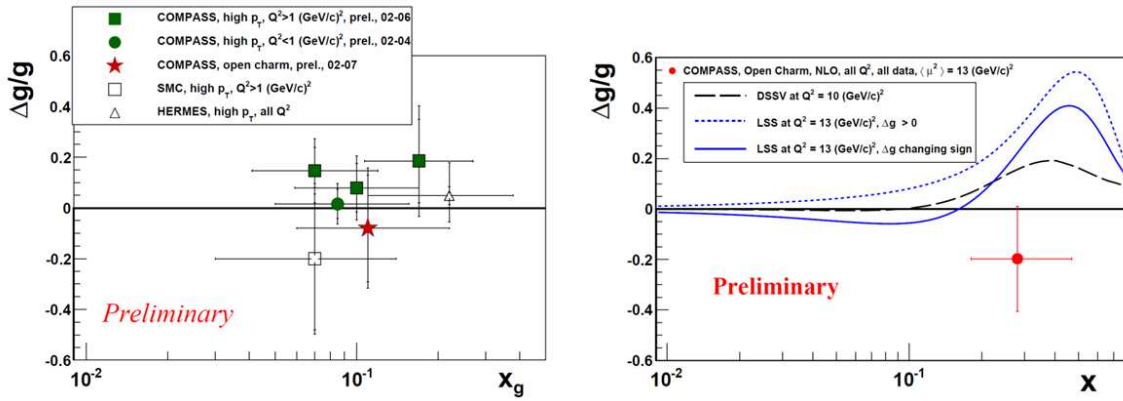 COMPASS, high pT, Q²>1 (GeV/c)², prel., 02-06
COMPASS, high pT, Q²<1 (GeV/c)², prel., 02-04
COMPASS, open charm, prel., 02-07
SMC, high pT, Q²>1 (GeV/c)²
HERMES, high pT, all Q²
Δg/g
0.6
0.4
0.2
0
-0.2
-0.4
-0.6
Preliminary
10⁻²
10⁻¹
xg
Δg/g
0.6
0.4
0.2
0
-0.2
-0.4
-0.6
COMPASS, Open Charm, NLO, all Q², all data, ⟨μ²⟩ = 13 (GeV/c)²
DSSV at Q² = 10 (GeV/c)²
LSS at Q² = 13 (GeV/c)², Δg > 0
LSS at Q² = 13 (GeV/c)², Δg changing sign
Preliminary
10⁻²
10⁻¹
x